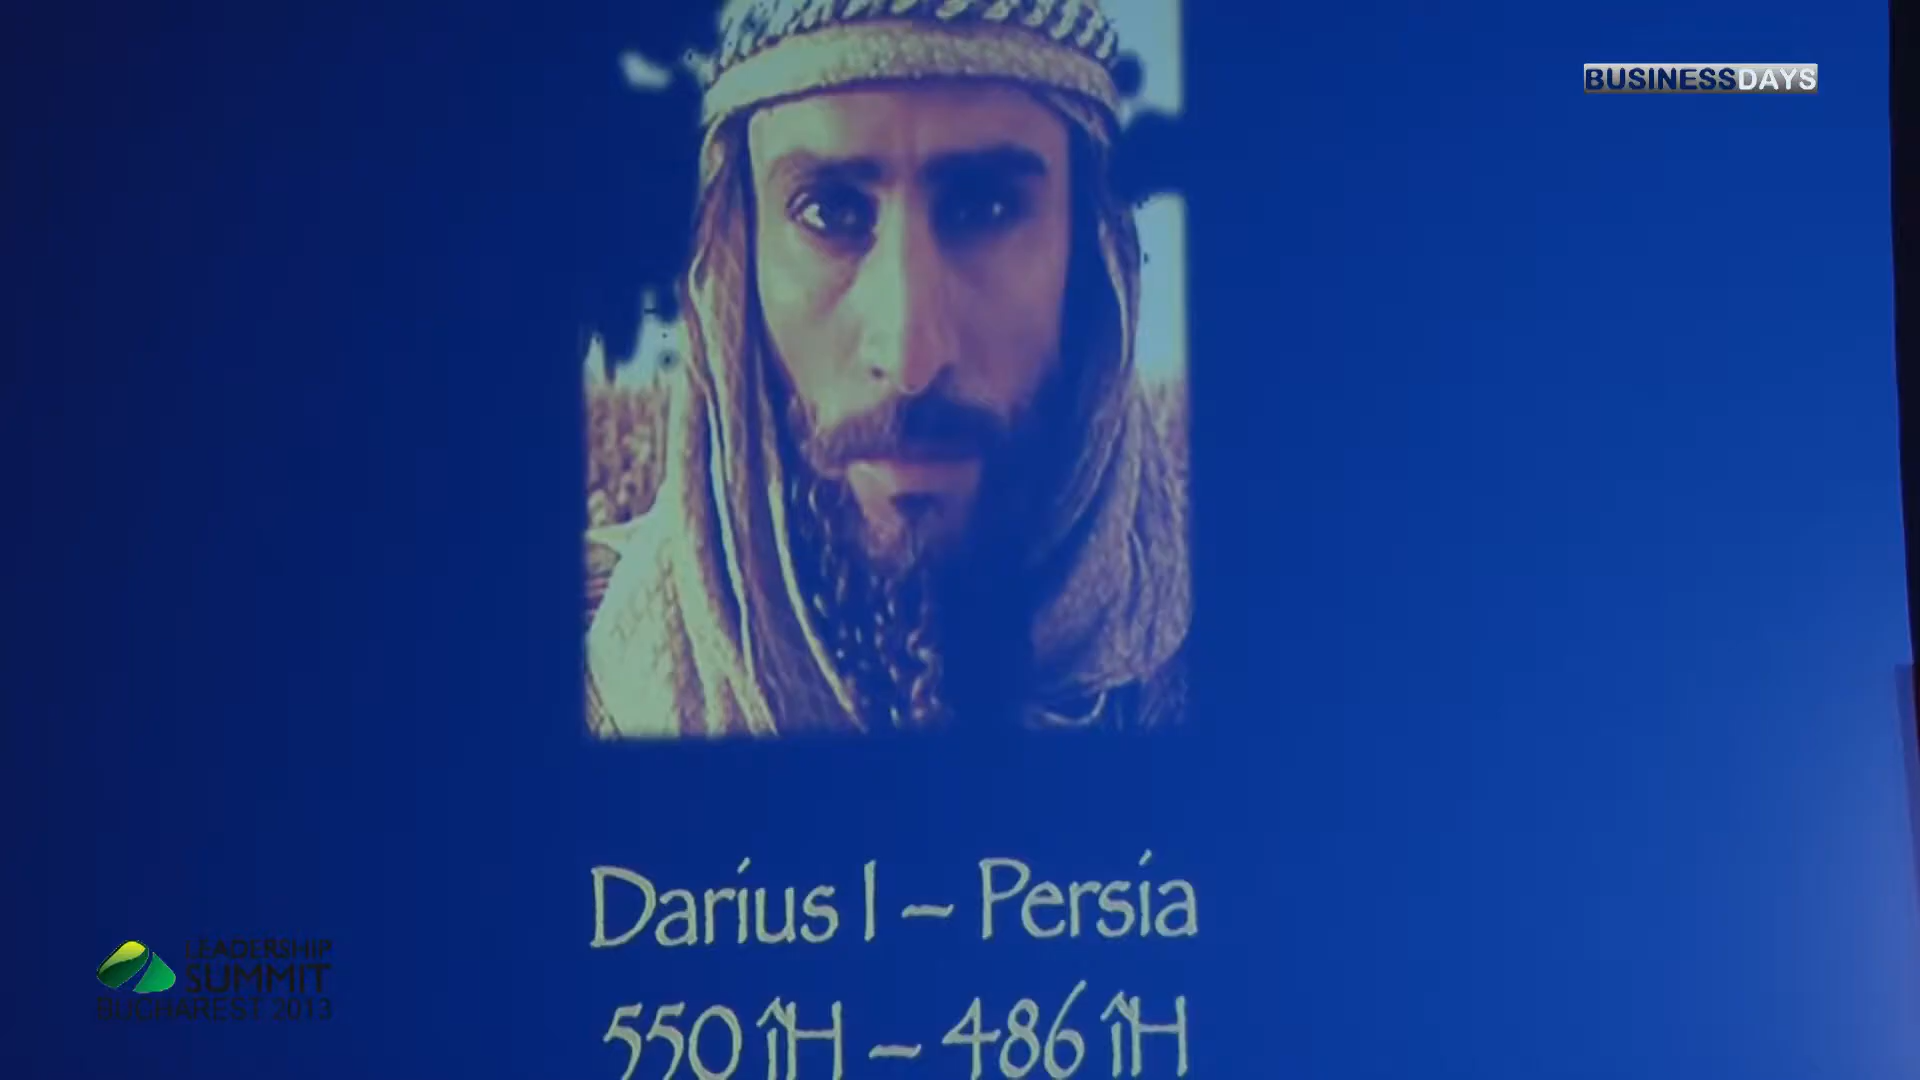 BUSINESSDAYS
Darius I – Persia
550 îH – 486 îH
LEADERSHIP
SUMMIT
BUCHAREST 2013